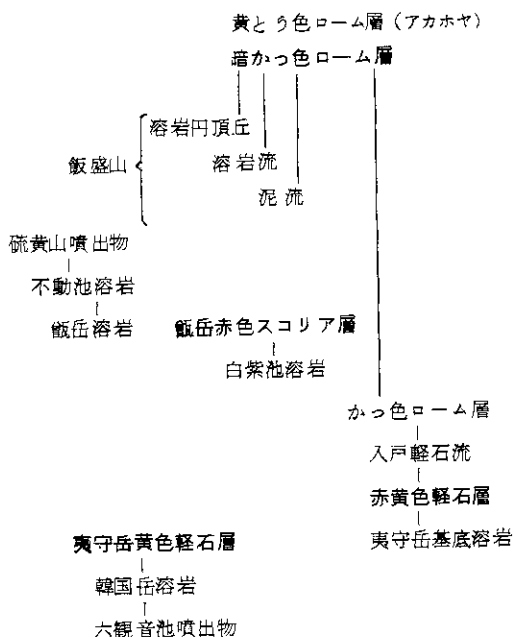 黄とう色ローム層(アカホヤ)
暗かっ色ローム層
溶岩円頂丘
飯盛山
溶岩流
泥流
硫黄山噴出物
不動池溶岩
甑岳溶岩
甑岳赤色スコリア層
白紫池溶岩
かっ色ローム層
入戸軽石流
赤黄色軽石層
夷守岳基底溶岩
夷守岳黄色軽石層
韓国岳溶岩
六観音池噴出物